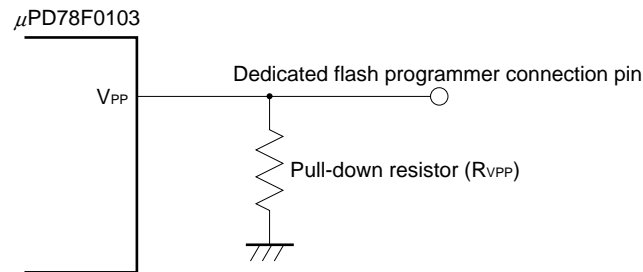 μPD78F0103
Dedicated flash programmer connection pin
VPP
Pull-down resistor (RVPP)